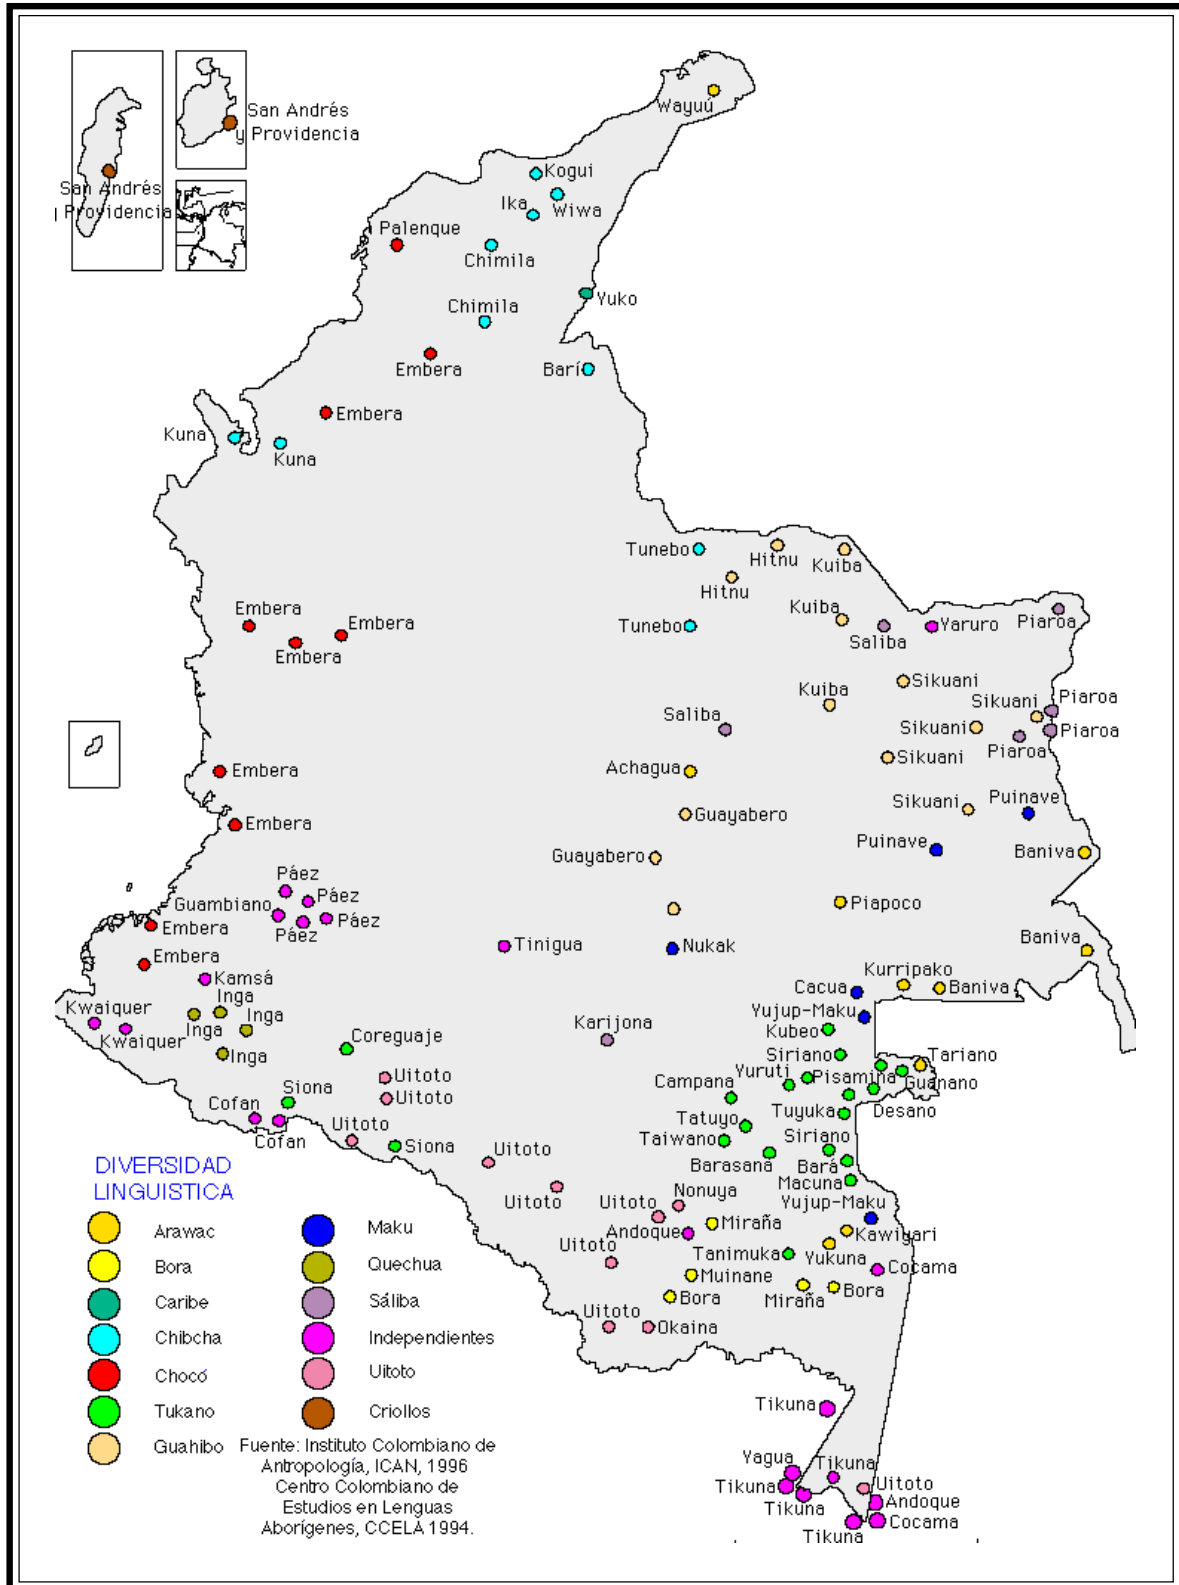 San Andrés
y Providencia
San Andrés
y Providencia
Wayuú
Kogui
Ika
Wiwa
Palenque
Chimila
Yuko
Chimila
Embera
Barí
Embera
Kuna
Kuna
Tunebo
Hitnu
Kuiba
Hitnu
Embera
Embera
Embera
Tunebo
Kuiba
Saliba
Yaruro
Piaroa
Kuiba
Sikuani
Sikuani
Piaroa
Saliba
Sikuani
Piaroa
Piaroa
Sikuani
Embera
Achagua
Sikuani
Puinave
Embera
Guayabero
Puinave
Baniva
Guayabero
Páez
Guambiano
Páez
Páez
Páez
Piapoco
Embera
Embera
Tinigua
Nukak
Baniva
Kamsá
Kurripako
Cacua
Baniva
Kwaiquer
Inga
Inga
Inga
Kwaiquer
Inga
Yujup-Maku
Kubeo
Karijona
Coreguaje
Siriano
Tariano
Yuruti
Pisamina
Guanano
Uitoto
Uitoto
Campana
Desano
Siona
Cofan
Cofan
Tatuyo
Tuyuka
Uitoto
Siona
Taiwano
Siriano
Barasana
Bará
Macuna
Uitoto
Uitoto
Nonuya
Yujup-Maku
Uitoto
Miraña
Andoque
Kawiyari
Uitoto
Tanimuka
Yukuna
Cocama
Muinane
Bora
Miraña
Bora
Uitoto
Okaina
Tikuna
Yagua
Tikuna
Tikuna
Tikuna
Uitoto
Andoque
Cocama
Tikuna
DIVERSIDAD
LINGUISTICA
Arawac
Bora
Caribe
Chibcha
Chocó
Tukano
Guahibo
Maku
Quechua
Sáliba
Independientes
Uitoto
Criollos
Fuente: Instituto Colombiano de
Antropología, ICAN, 1996
Centro Colombiano de
Estudios en Lenguas
Aborígenes, CCELA 1994.